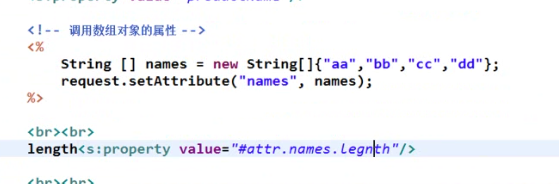 <!-- 调用数组对象的属性 -->
<%
String [] names = new String[]{"aa","bb","cc","dd"};
request.setAttribute("names", names);
%>
<br><br>
length<s:property value="#attr.names.legnth"/>